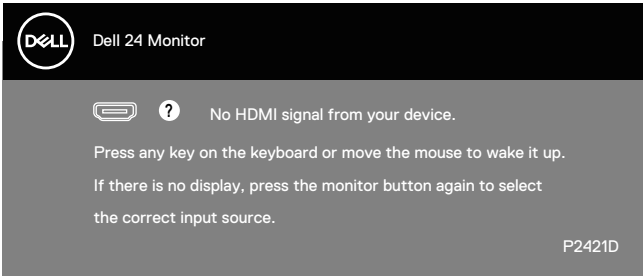 DELL
Dell 24 Monitor
? No HDMI signal from your device.
Press any key on the keyboard or move the mouse to wake it up.
If there is no display, press the monitor button again to select
the correct input source.
P2421D